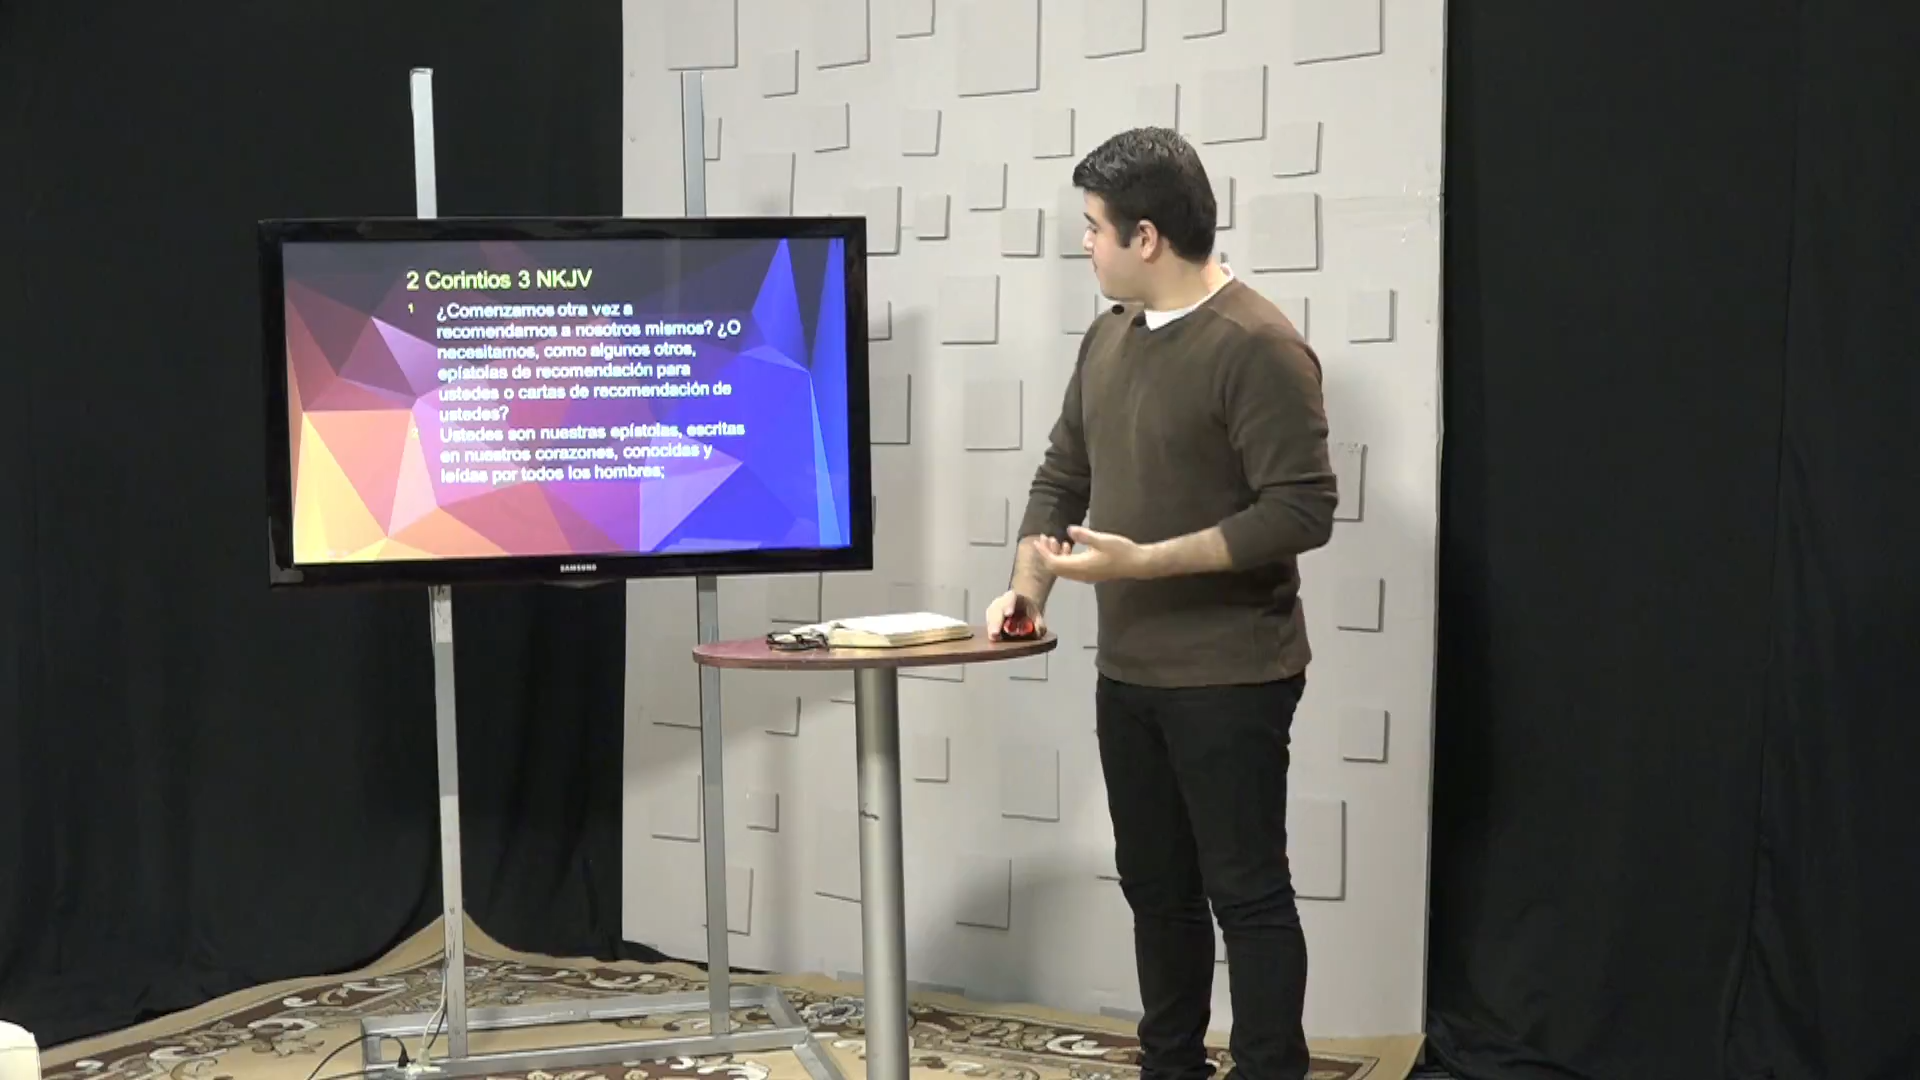 2 Corintios 3 NKJV
1 ¿Comenzamos otra vez a
recomendarnos a nosotros mismos? ¿O
necesitamos, como algunos otros,
epístolas de recomendación para
ustedes o cartas de recomendación de
ustedes?
2 Ustedes son nuestras epístolas, escritas
en nuestros corazones, conocidas y
leídas por todos los hombres;
SAMSUNG